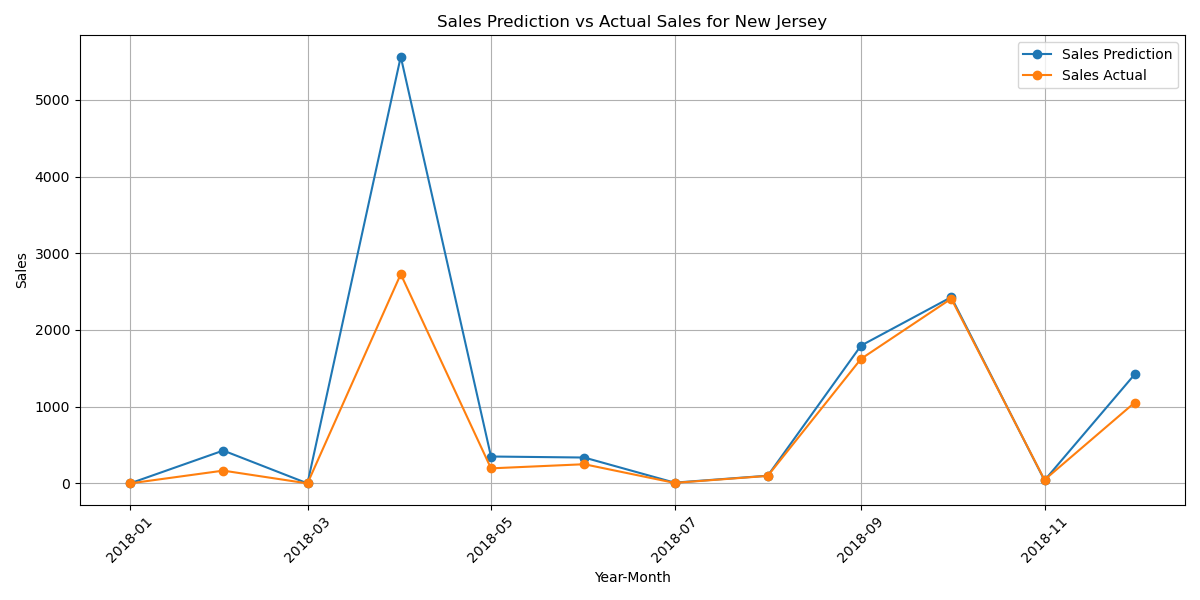 Sales Prediction vs Actual Sales for New Jersey
Sales Prediction
Sales Actual
5000
4000
3000
2000
1000
0
Sales
2018-01
2018-03
2018-05
2018-07
2018-09
2018-11
Year-Month